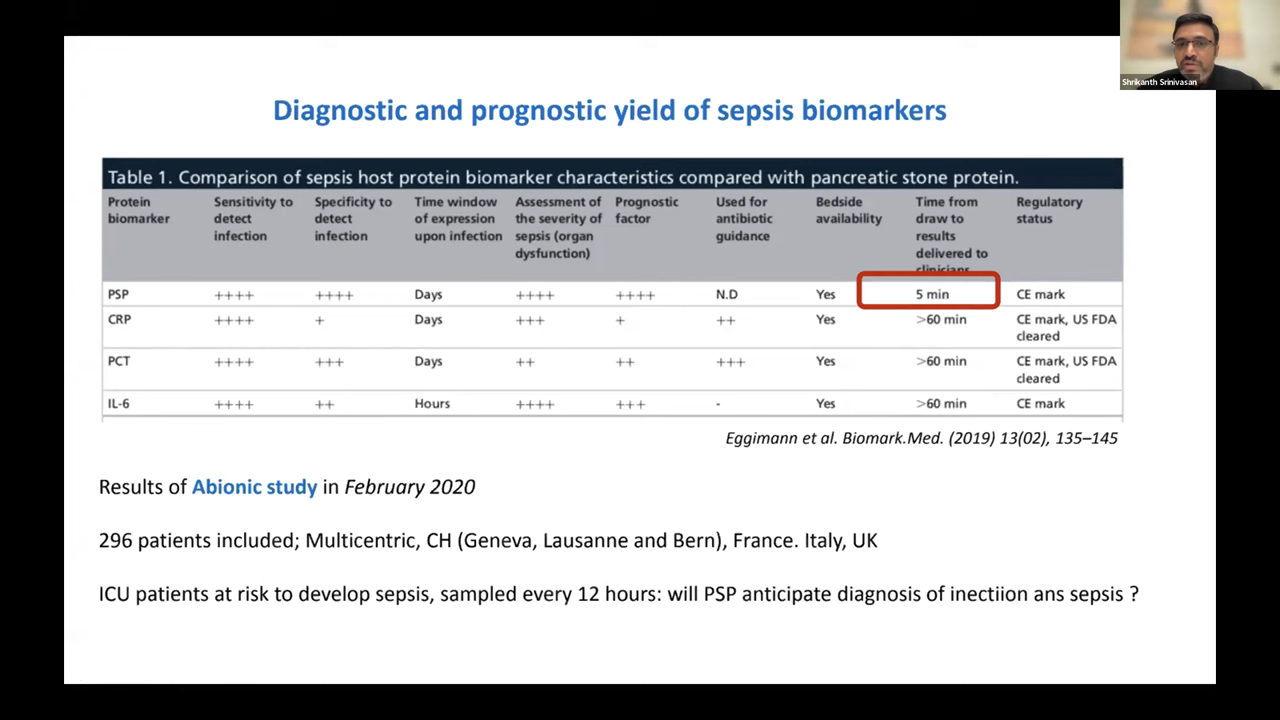 Shrikanth Srinivasan
Diagnostic and prognostic yield of sepsis biomarkers
Table 1. Comparison of sepsis host protein biomarker characteristics compared with pancreatic stone protein.
Protein biomarker Sensitivity to detect infection Specificity to detect infection Time window of expression upon infection Assessment of the severity of sepsis (organ dysfunction) Prognostic factor Used for antibiotic guidance Bedside availability Time from draw to results delivered to clinicians Regulatory status
PSP ++++ ++++ Days ++++ ++++ N.D Yes 5 min CE mark
CRP ++++ + Days +++ + ++ Yes >60 min CE mark, US FDA cleared
PCT ++++ +++ Days ++ ++ +++ Yes >60 min CE mark, US FDA cleared
IL-6 ++++ ++ Hours ++++ +++ - Yes >60 min CE mark
Eggimann et al. Biomark.Med. (2019) 13(02), 135–145
Results of Abionic study in February 2020
296 patients included; Multicentric, CH (Geneva, Lausanne and Bern), France. Italy, UK
ICU patients at risk to develop sepsis, sampled every 12 hours: will PSP anticipate diagnosis of inectiion ans sepsis ?